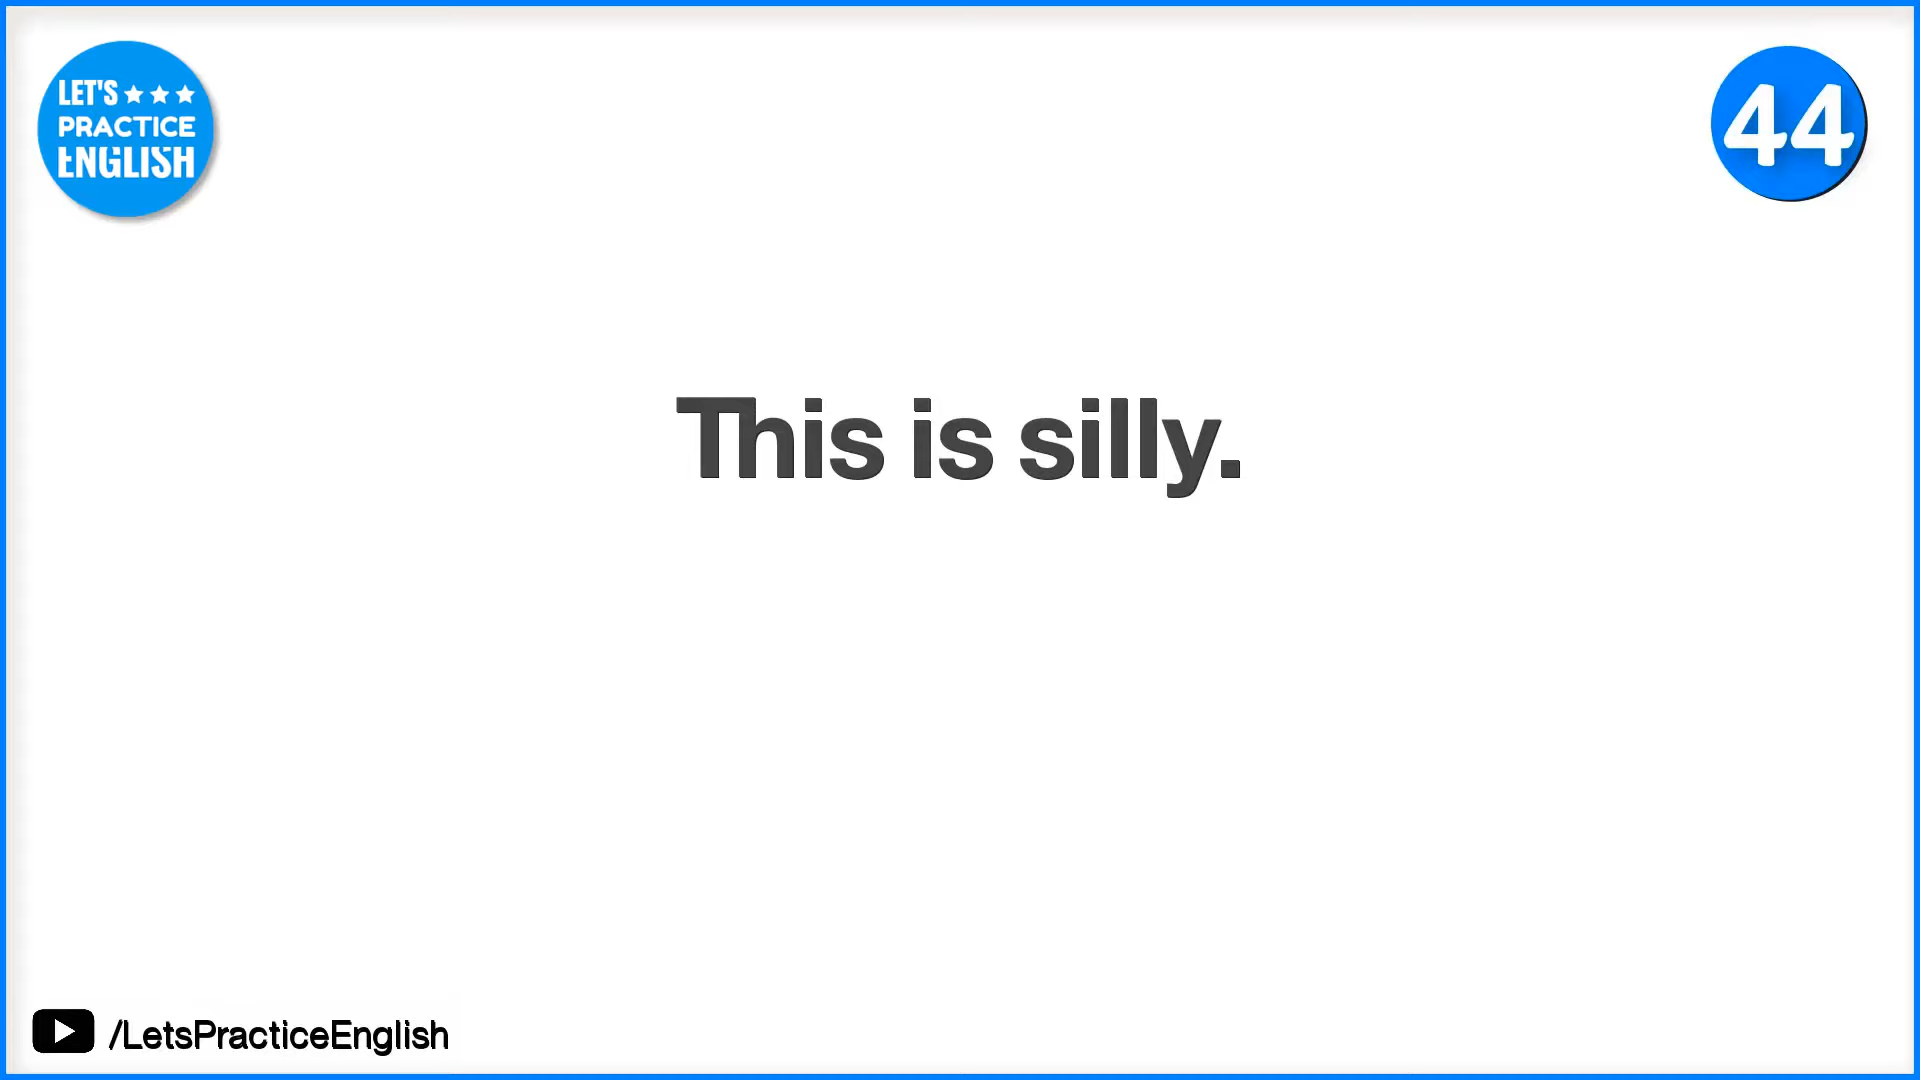 LET'S
PRACTICE
ENGLISH
44
This is silly.
/LetsPracticeEnglish